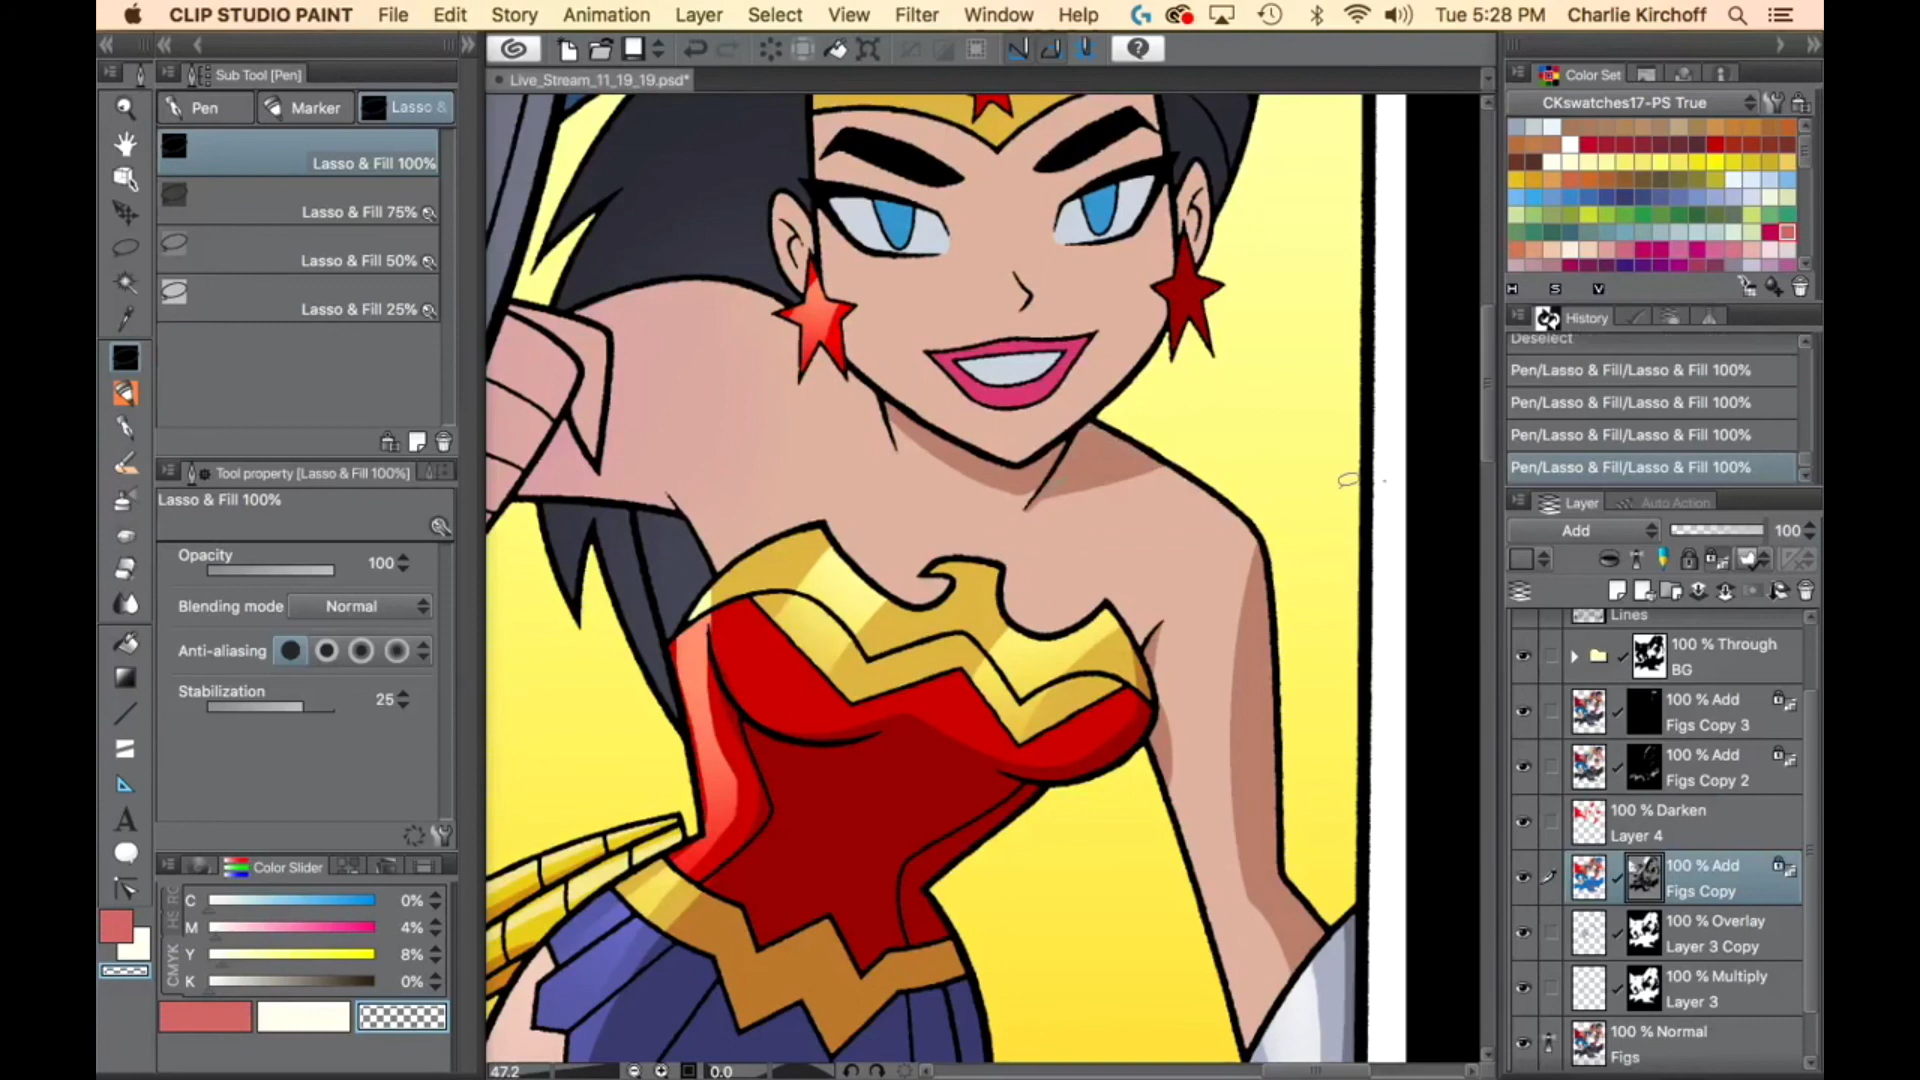 CLIP STUDIO PAINT File Edit Story Animation Layer Select View Filter Window Help Tue 5:28 PM Charlie Kirchoff
Sub Tool [Pen]
Live_Stream_11_19_19.psd*
Color Set
Pen Marker Lasso &
CKswatches17-PS True
Lasso & Fill 100%
Lasso & Fill 75%
Lasso & Fill 50%
Lasso & Fill 25%
H S V
History
Deselect
Pen/Lasso & Fill/Lasso & Fill 100%
Pen/Lasso & Fill/Lasso & Fill 100%
Pen/Lasso & Fill/Lasso & Fill 100%
Pen/Lasso & Fill/Lasso & Fill 100%
Tool property [Lasso & Fill 100%]
Lasso & Fill 100%
Opacity 100
Blending mode Normal
Anti-aliasing
Stabilization 25
Layer Auto Action
Add 100
Lines
100 % Through
BG
100 % Add
Figs Copy 3
100 % Add
Figs Copy 2
100 % Darken
Layer 4
100 % Add
Figs Copy
100 % Overlay
Layer 3 Copy
100 % Multiply
Layer 3
100 % Normal
Figs
Color Slider
CMYK
C 0%
M 4%
Y 8%
K 0%
47.2 0.0